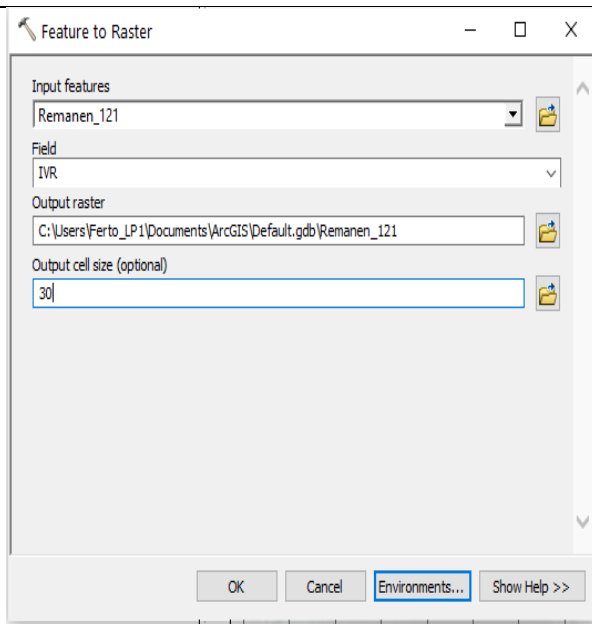 Feature to Raster
Input features
Remanen_121
Field
IVR
Output raster
C:\Users\Ferto_LP1\Documents\ArcGIS\Default.gdb\Remanen_121
Output cell size (optional)
30
OK Cancel Environments... Show Help >>